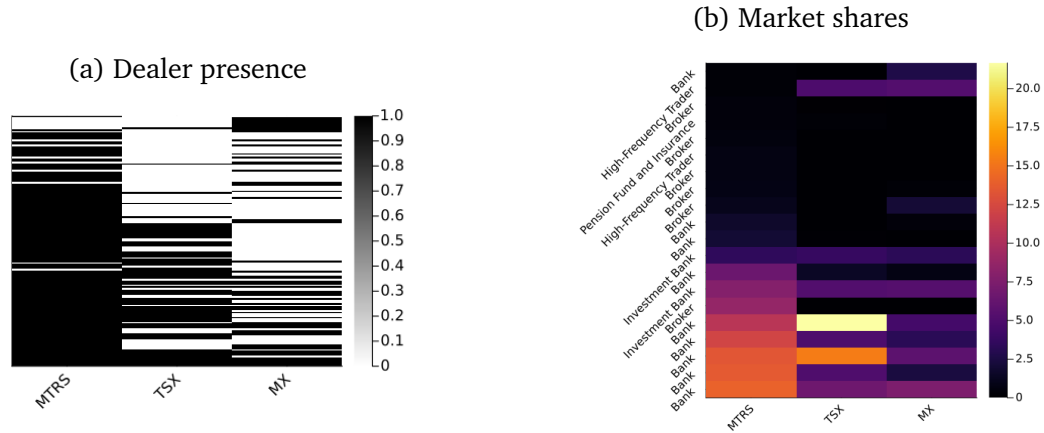 (a) Dealer presence
1.0
0.9
0.8
0.7
0.6
0.5
0.4
0.3
0.2
0.1
0
MTRS
TSX
MX
(b) Market shares
Bank
High-Frequency Trader
Broker
Pension Fund and Insurance
Broker
High-Frequency Trader
Broker
Broker
Broker
Bank
Bank
Investment Bank
Bank
Investment Bank
Broker
Bank
Bank
Bank
Bank
Bank
20.0
17.5
15.0
12.5
10.0
7.5
5.0
2.5
0
MTRS
TSX
MX